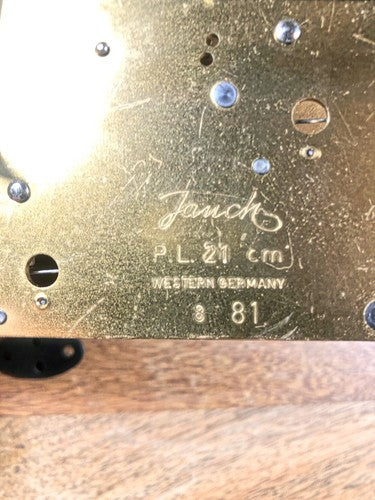 Jauch
P.L. 21 cm
WESTERN GERMANY
8 81